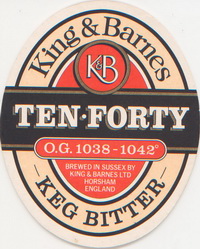 King & Barnes
K&B
TEN·FORTY
O.G. 1038 - 1042°
BREWED IN SUSSEX BY
KING & BARNES LTD
HORSHAM
ENGLAND
KEG BITTER